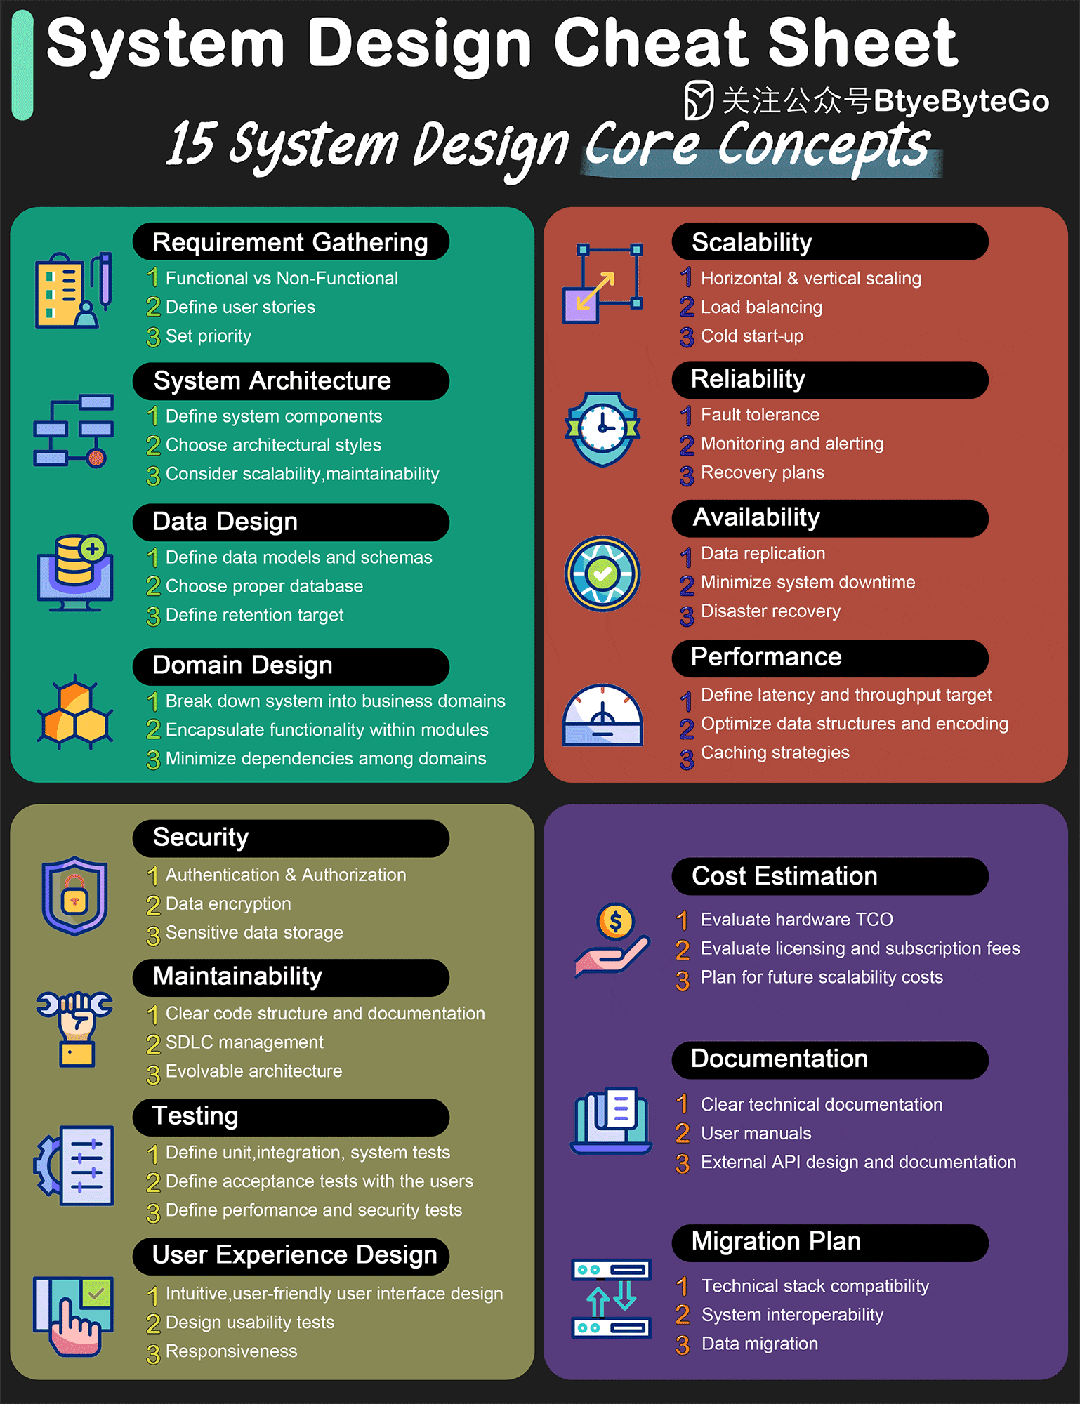 System Design Cheat Sheet
关注公众号BtyeByteGo
15 System Design Core Concepts
Requirement Gathering
1 Functional vs Non-Functional
2 Define user stories
3 Set priority
System Architecture
1 Define system components
2 Choose architectural styles
3 Consider scalability,maintainability
Data Design
1 Define data models and schemas
2 Choose proper database
3 Define retention target
Domain Design
1 Break down system into business domains
2 Encapsulate functionality within modules
3 Minimize dependencies among domains
Scalability
1 Horizontal & vertical scaling
2 Load balancing
3 Cold start-up
Reliability
1 Fault tolerance
2 Monitoring and alerting
3 Recovery plans
Availability
1 Data replication
2 Minimize system downtime
3 Disaster recovery
Performance
1 Define latency and throughput target
2 Optimize data structures and encoding
3 Caching strategies
Security
1 Authentication & Authorization
2 Data encryption
3 Sensitive data storage
Maintainability
1 Clear code structure and documentation
2 SDLC management
3 Evolvable architecture
Testing
1 Define unit,integration, system tests
2 Define acceptance tests with the users
3 Define perfomance and security tests
User Experience Design
1 Intuitive,user-friendly user interface design
2 Design usability tests
3 Responsiveness
Cost Estimation
1 Evaluate hardware TCO
2 Evaluate licensing and subscription fees
3 Plan for future scalability costs
Documentation
1 Clear technical documentation
2 User manuals
3 External API design and documentation
Migration Plan
1 Technical stack compatibility
2 System interoperability
3 Data migration